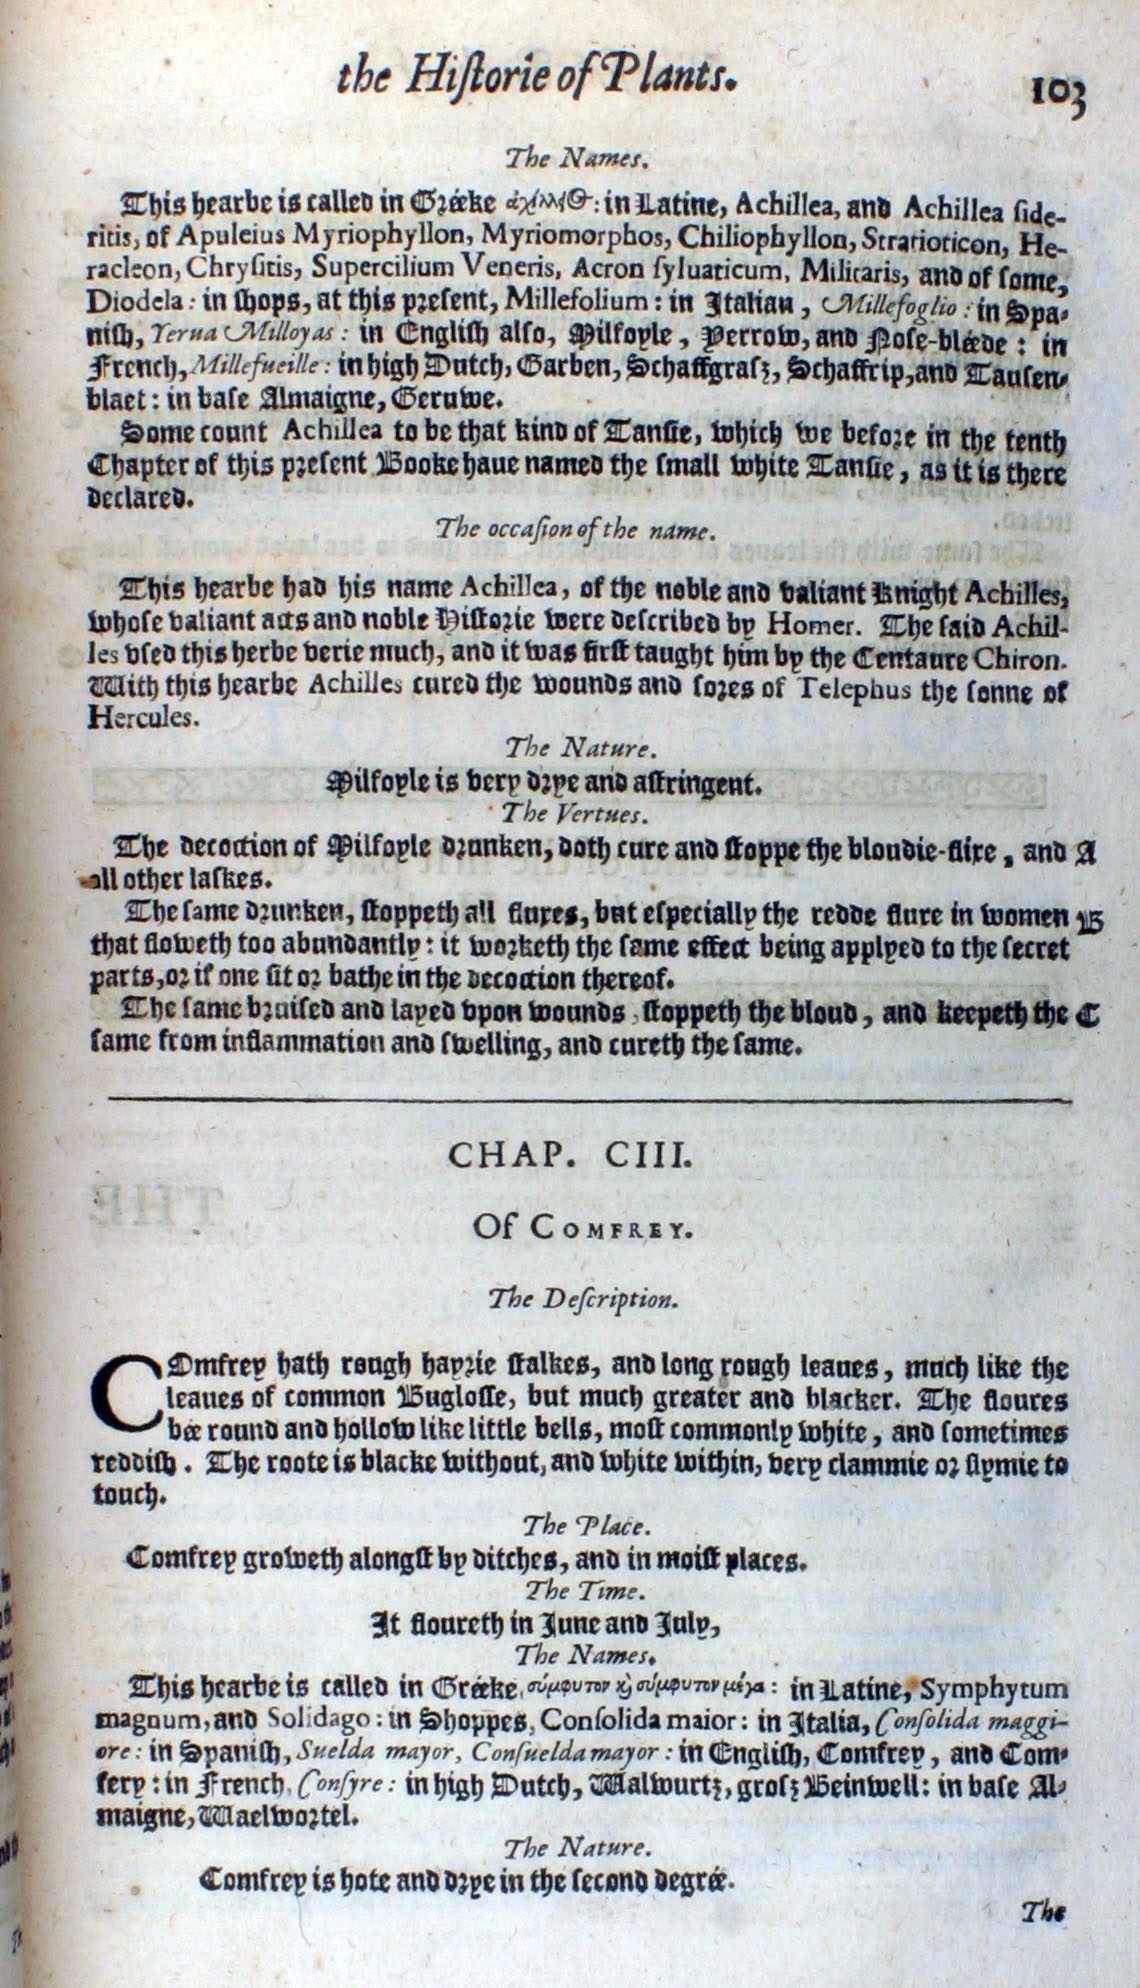 the Hiſtorie of Plants. 103
The Names.
This hearbe is called in Greeke ἀχίλλειος: in Latine, Achillea, and Achillea ſide-
ritis, of Apuleius Myriophyllon, Myriomorphos, Chiliophyllon, Stratioticon, He-
racleon, Chryſitis, Supercilium Veneris, Acron ſyluaticum, Militaris, and of ſome,
Diodela: in ſhops, at this preſent, Millefolium: in Italian, Millefoglio: in Spa-
niſh, Yerua Milloyas: in Engliſh alſo, Milfoyle, Yerrow, and Noſe-bleede: in
French, Millefueille: in high Dutch, Garben, Schaffgraſz, Schaffrip, and Tauſen-
blaet: in baſe Almaigne, Geruwe.
Some count Achillea to be that kind of Tanſie, which we before in the tenth
Chapter of this preſent Booke haue named the ſmall white Tanſie, as it is there
declared.
The occaſion of the name.
This hearbe had his name Achillea, of the noble and valiant Knight Achilles,
whoſe valiant acts and noble Hiſtorie were deſcribed by Homer. The ſaid Achil-
les vſed this herbe verie much, and it was firſt taught him by the Centaure Chiron.
With this hearbe Achilles cured the wounds and ſores of Telephus the ſonne of
Hercules.
The Nature.
Milfoyle is very drye and aſtringent.
The Vertues.
The decoction of Milfoyle drunken, doth cure and ſtoppe the bloudie-flixe, and A
all other laſkes.
The ſame drunken, ſtoppeth all fluxes, but eſpecially the redde fluxe in women B
that floweth too abundantly: it worketh the ſame effect being applyed to the ſecret
parts, or if one ſit or bathe in the decoction thereof.
The ſame bruiſed and layed vpon wounds, ſtoppeth the bloud, and keepeth the C
ſame from inflammation and ſwelling, and cureth the ſame.
CHAP. CIII.
Of COMFREY.
The Deſcription.
COmfrey hath rough hayrie ſtalkes, and long rough leaues, much like the
leaues of common Bugloſſe, but much greater and blacker. The floures
bee round and hollow like little bells, moſt commonly white, and ſometimes
reddiſh. The roote is blacke without, and white within, very clammie or ſlymie to
touch.
The Place.
Comfrey groweth alongſt by ditches, and in moiſt places.
The Time.
It floureth in June and July,
The Names.
This hearbe is called in Greeke, σύμφυτον ϗ σύμφυτον μέγα: in Latine, Symphytum
magnum, and Solidago: in Shoppes, Conſolida maior: in Italia, Conſolida maggi-
ore: in Spaniſh, Suelda mayor, Conſuelda mayor: in Engliſh, Comfrey, and Com-
fery: in French, Conſyre: in high Dutch, Walwurtz, groſz Beinwell: in baſe Al-
maigne, Waelwortel.
The Nature.
Comfrey is hote and drye in the ſecond degree.
The